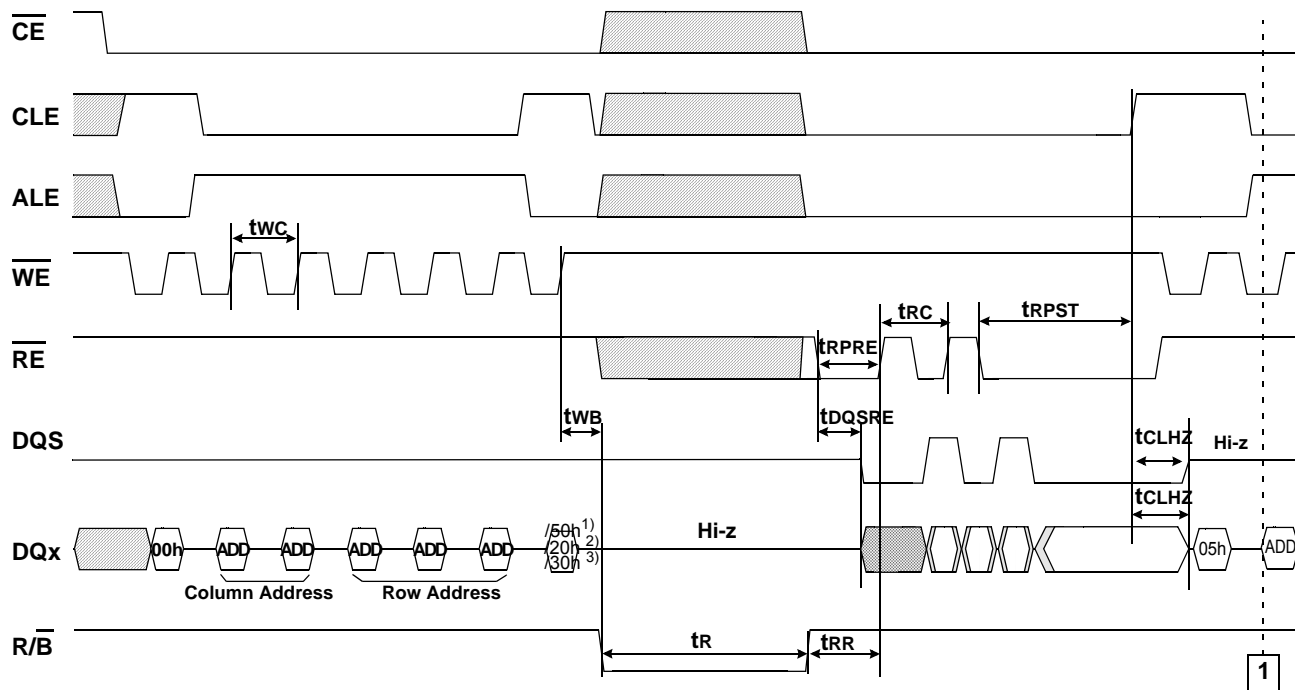 CE
CLE
ALE
tWC
WE
tRC
tRPST
tRPRE
RE
tWB
tDQSRE
DQS
tCLHZ
Hi-z
tCLHZ
DQx
00h
ADD
ADD
ADD
ADD
ADD
/50h 1)
20h 2)
/30h 3)
Hi-z
05h
ADD
Column Address
Row Address
R/B
tR
tRR
1